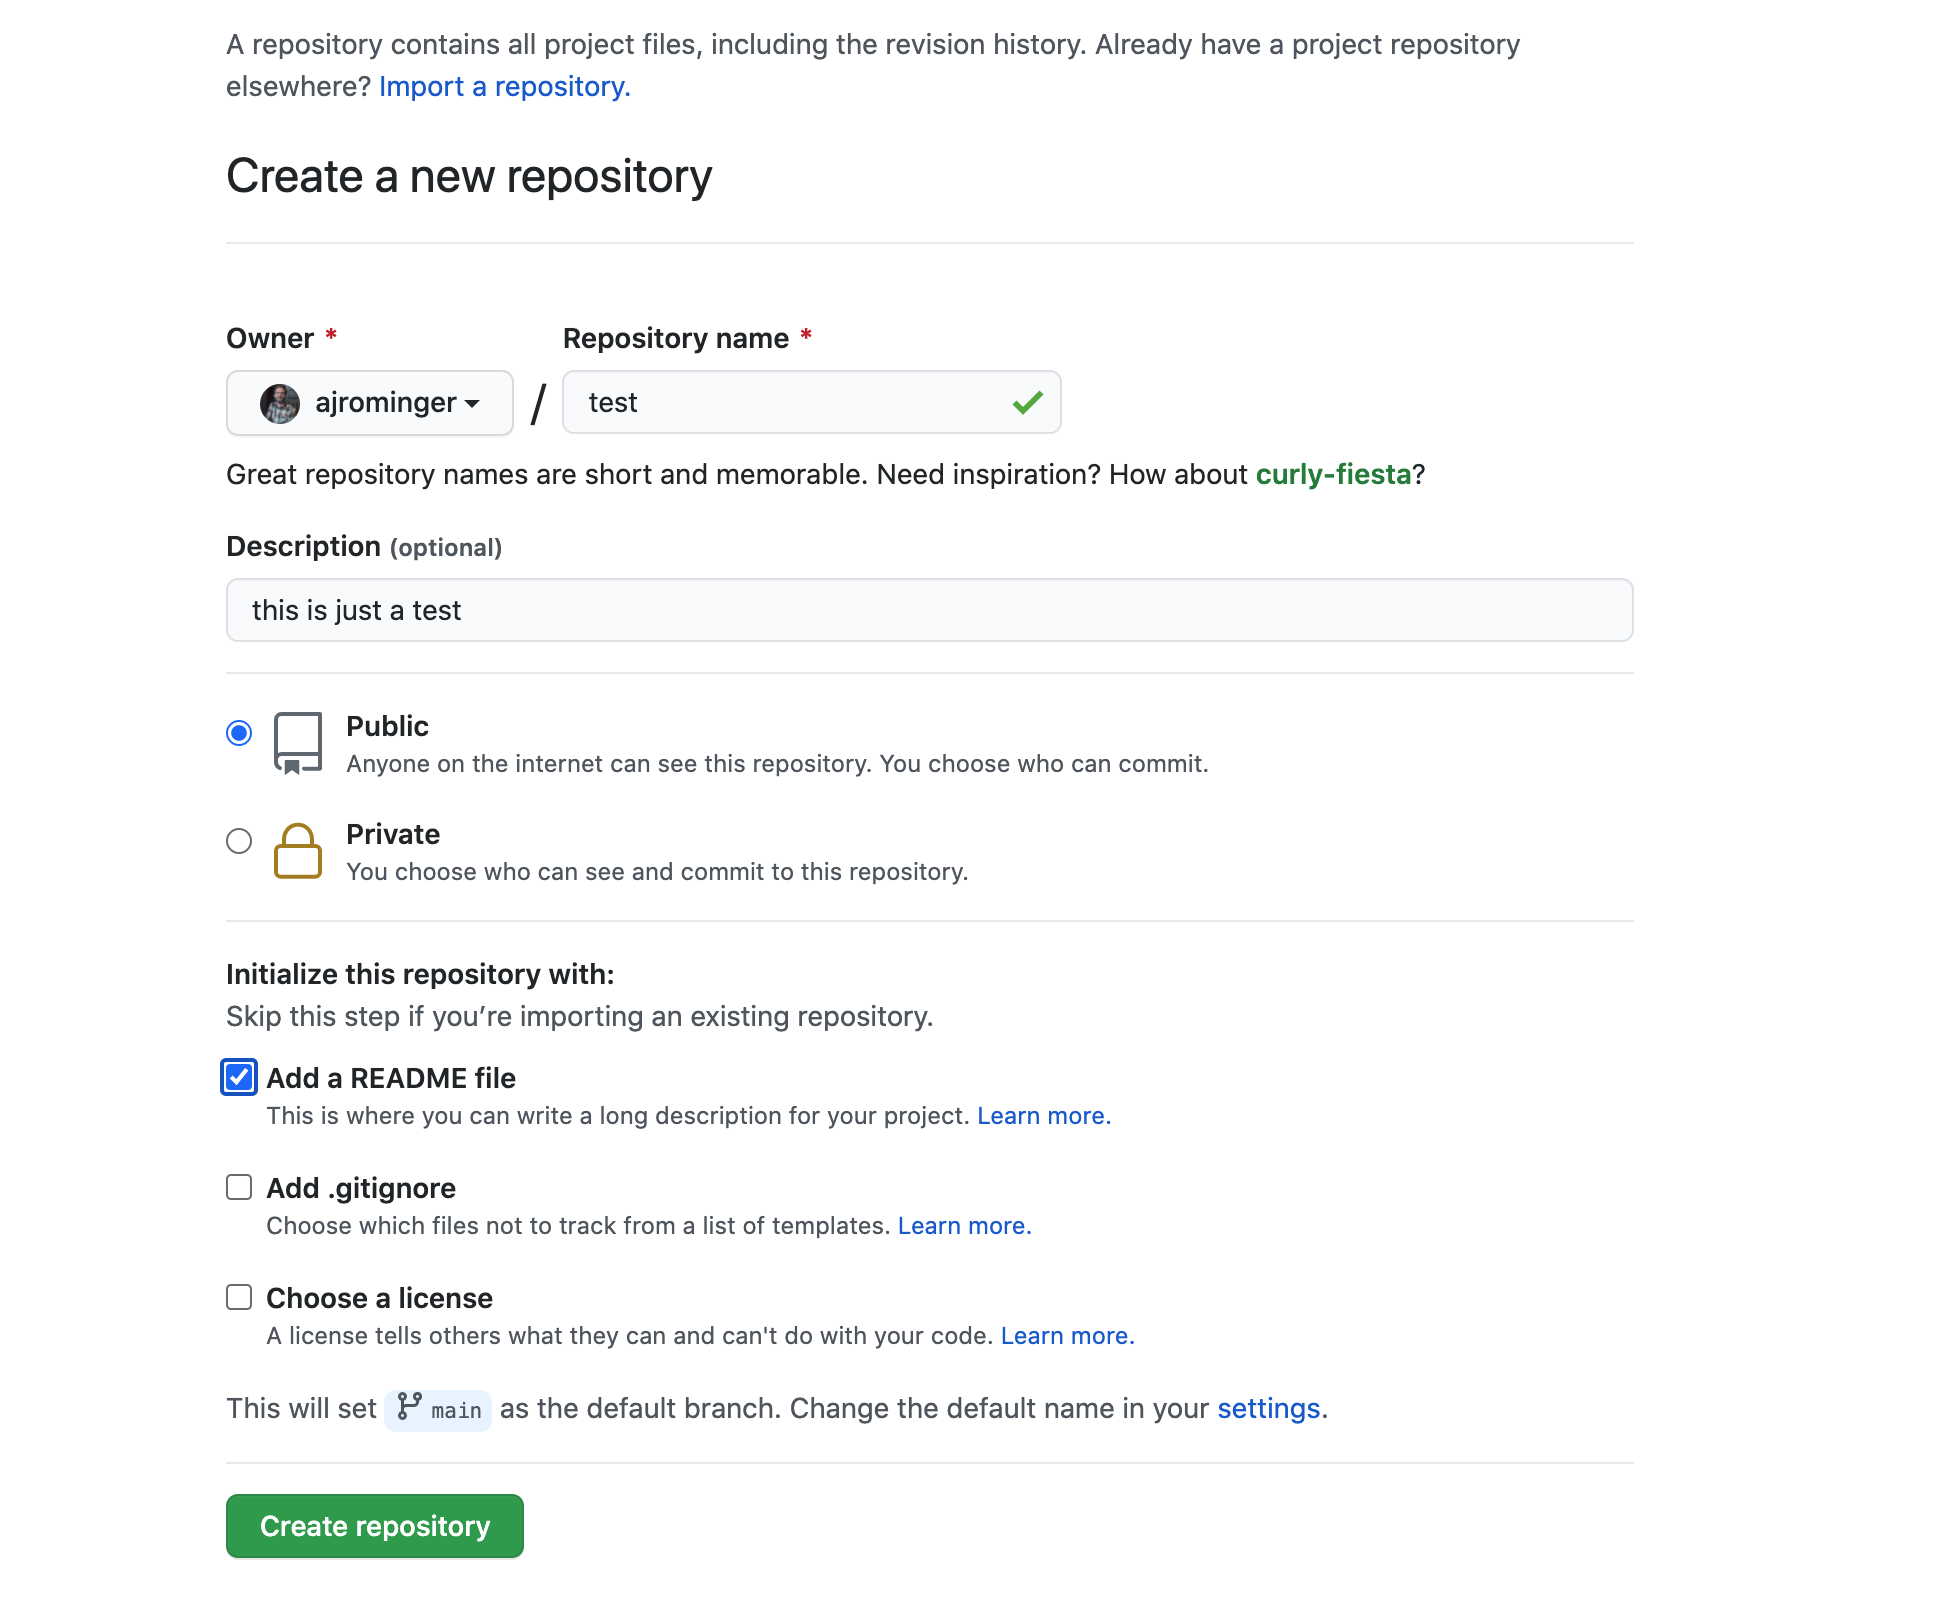 A repository contains all project files, including the revision history. Already have a project repository
elsewhere? Import a repository.
Create a new repository
Owner *
Repository name *
ajrominger / test
Great repository names are short and memorable. Need inspiration? How about curly-fiesta?
Description (optional)
this is just a test
Public
Anyone on the internet can see this repository. You choose who can commit.
Private
You choose who can see and commit to this repository.
Initialize this repository with:
Skip this step if you’re importing an existing repository.
Add a README file
This is where you can write a long description for your project. Learn more.
Add .gitignore
Choose which files not to track from a list of templates. Learn more.
Choose a license
A license tells others what they can and can't do with your code. Learn more.
This will set main as the default branch. Change the default name in your settings.
Create repository